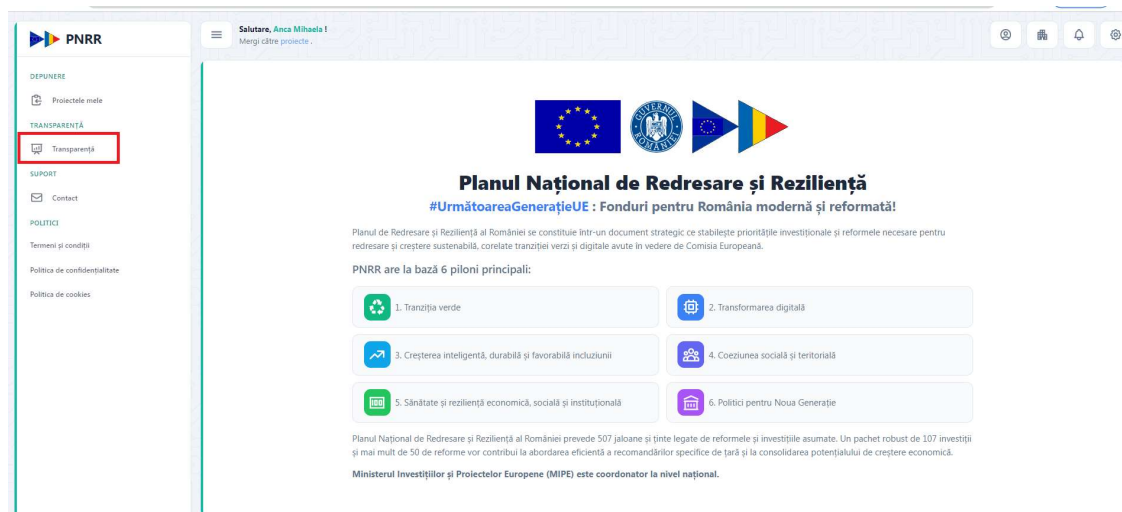 PNRR
Salutare, Anca Mihaela !
Mergi către proiecte .
DEPUNERE
Proiectele mele
TRANSPARENȚĂ
Transparență
SUPORT
Contact
POLITICI
Termeni și condiții
Politica de confidențialitate
Politica de cookies
GUVERNUL ROMÂNIEI
Planul Național de Redresare și Reziliență
#UrmătoareaGenerațieUE : Fonduri pentru România modernă și reformată!
Planul de Redresare și Reziliență al României se constituie într-un document strategic ce stabilește prioritățile investiționale și reformele necesare pentru
redresare și creștere sustenabilă, corelate tranziției verzi și digitale avute în vedere de Comisia Europeană.
PNRR are la bază 6 piloni principali:
1. Tranziția verde
2. Transformarea digitală
3. Creșterea inteligentă, durabilă și favorabilă incluziunii
4. Coeziunea socială și teritorială
5. Sănătate și reziliență economică, socială și instituțională
6. Politici pentru Noua Generație
Planul Național de Redresare și Reziliență al României prevede 507 jaloane și ținte legate de reformele și investițiile asumate. Un pachet robust de 107 investiții
și mai mult de 50 de reforme vor contribui la abordarea eficientă a recomandărilor specifice de țară și la consolidarea potențialului de creștere economică.
Ministerul Investițiilor și Proiectelor Europene (MIPE) este coordonator la nivel național.